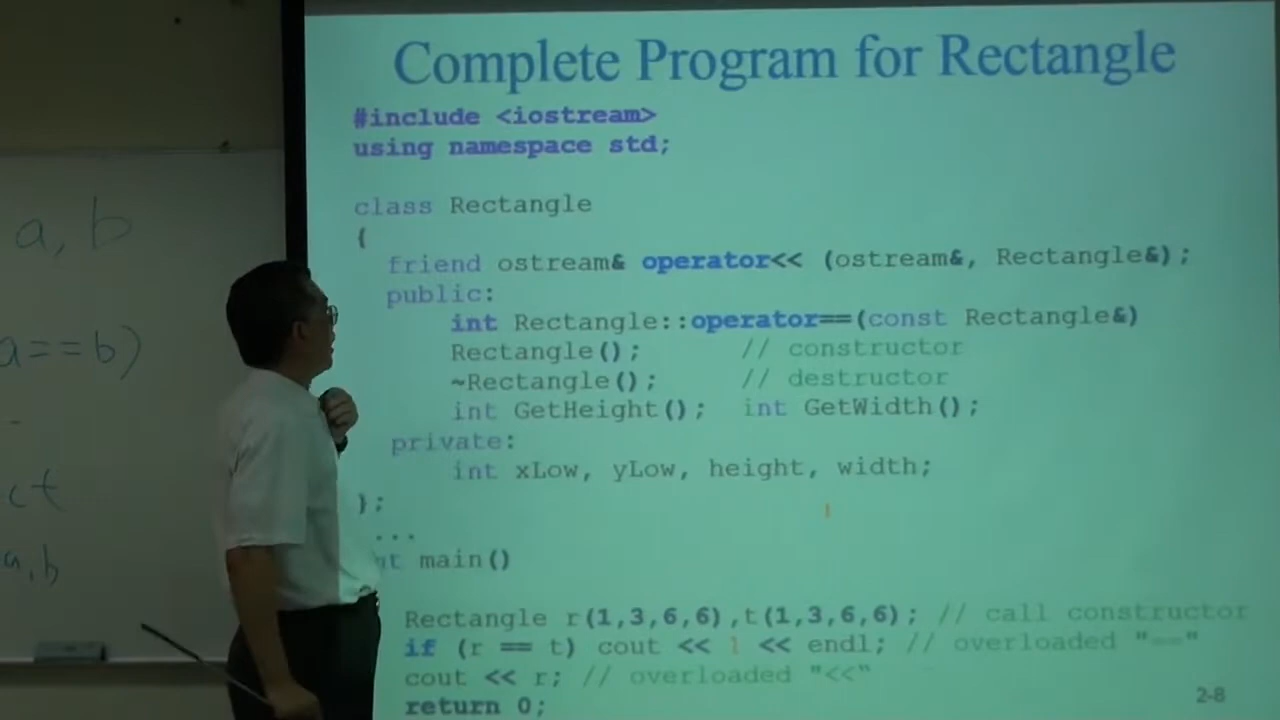 Complete Program for Rectangle
#include <iostream>
using namespace std;
class Rectangle
{
friend ostream& operator<< (ostream&, Rectangle&);
public:
int Rectangle::operator==(const Rectangle&)
Rectangle(); // constructor
~Rectangle(); // destructor
int GetHeight(); int GetWidth();
private:
int xLow, yLow, height, width;
};
...
nt main()
Rectangle r(1,3,6,6),t(1,3,6,6); // call constructor
if (r == t) cout << 1 << endl; // overloaded "=="
cout << r; // overloaded "<<"
return 0;
2-8
a, b
a==b)
ct
a,b